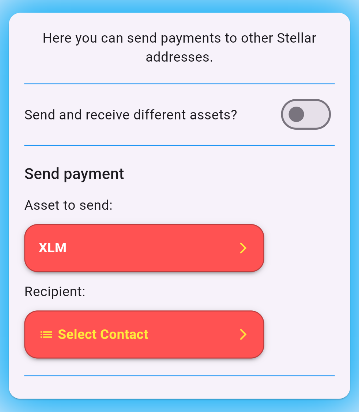 Here you can send payments to other Stellar
addresses.
Send and receive different assets?
Send payment
Asset to send:
XLM
Recipient:
Select Contact